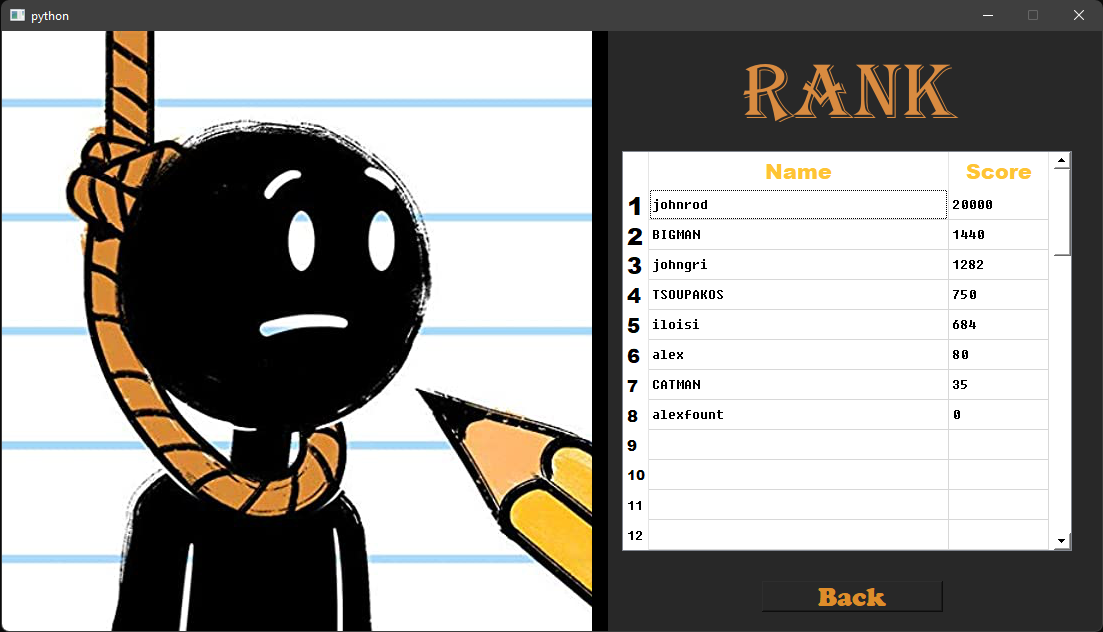 python
RANK
Name Score
1 johnrod 20000
2 BIGMAN 1440
3 johngri 1282
4 TSOUPAKOS 750
5 iloisi 684
6 alex 80
7 CATMAN 35
8 alexfount 0
9
10
11
12
Back